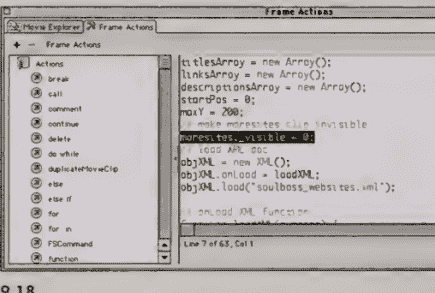 Frame Actions
Movie Explorer Frame Actions
+ − Frame Actions
Actions
break
call
comment
continue
delete
do while
duplicateMovieClip
else
else if
for
for in
FSCommand
function
titlesArray = new Array();
linksArray = new Array();
descriptionsArray = new Array();
startPos = 0;
maxY = 200;
// make moresites clip invisible
moresites._visible = 0;
// load XML doc
objXML = new XML();
objXML.onLoad = loadXML;
objXML.load("soulboss_websites.xml");
// onLoad XML function
Line 7 of 63, Col 1
9.18